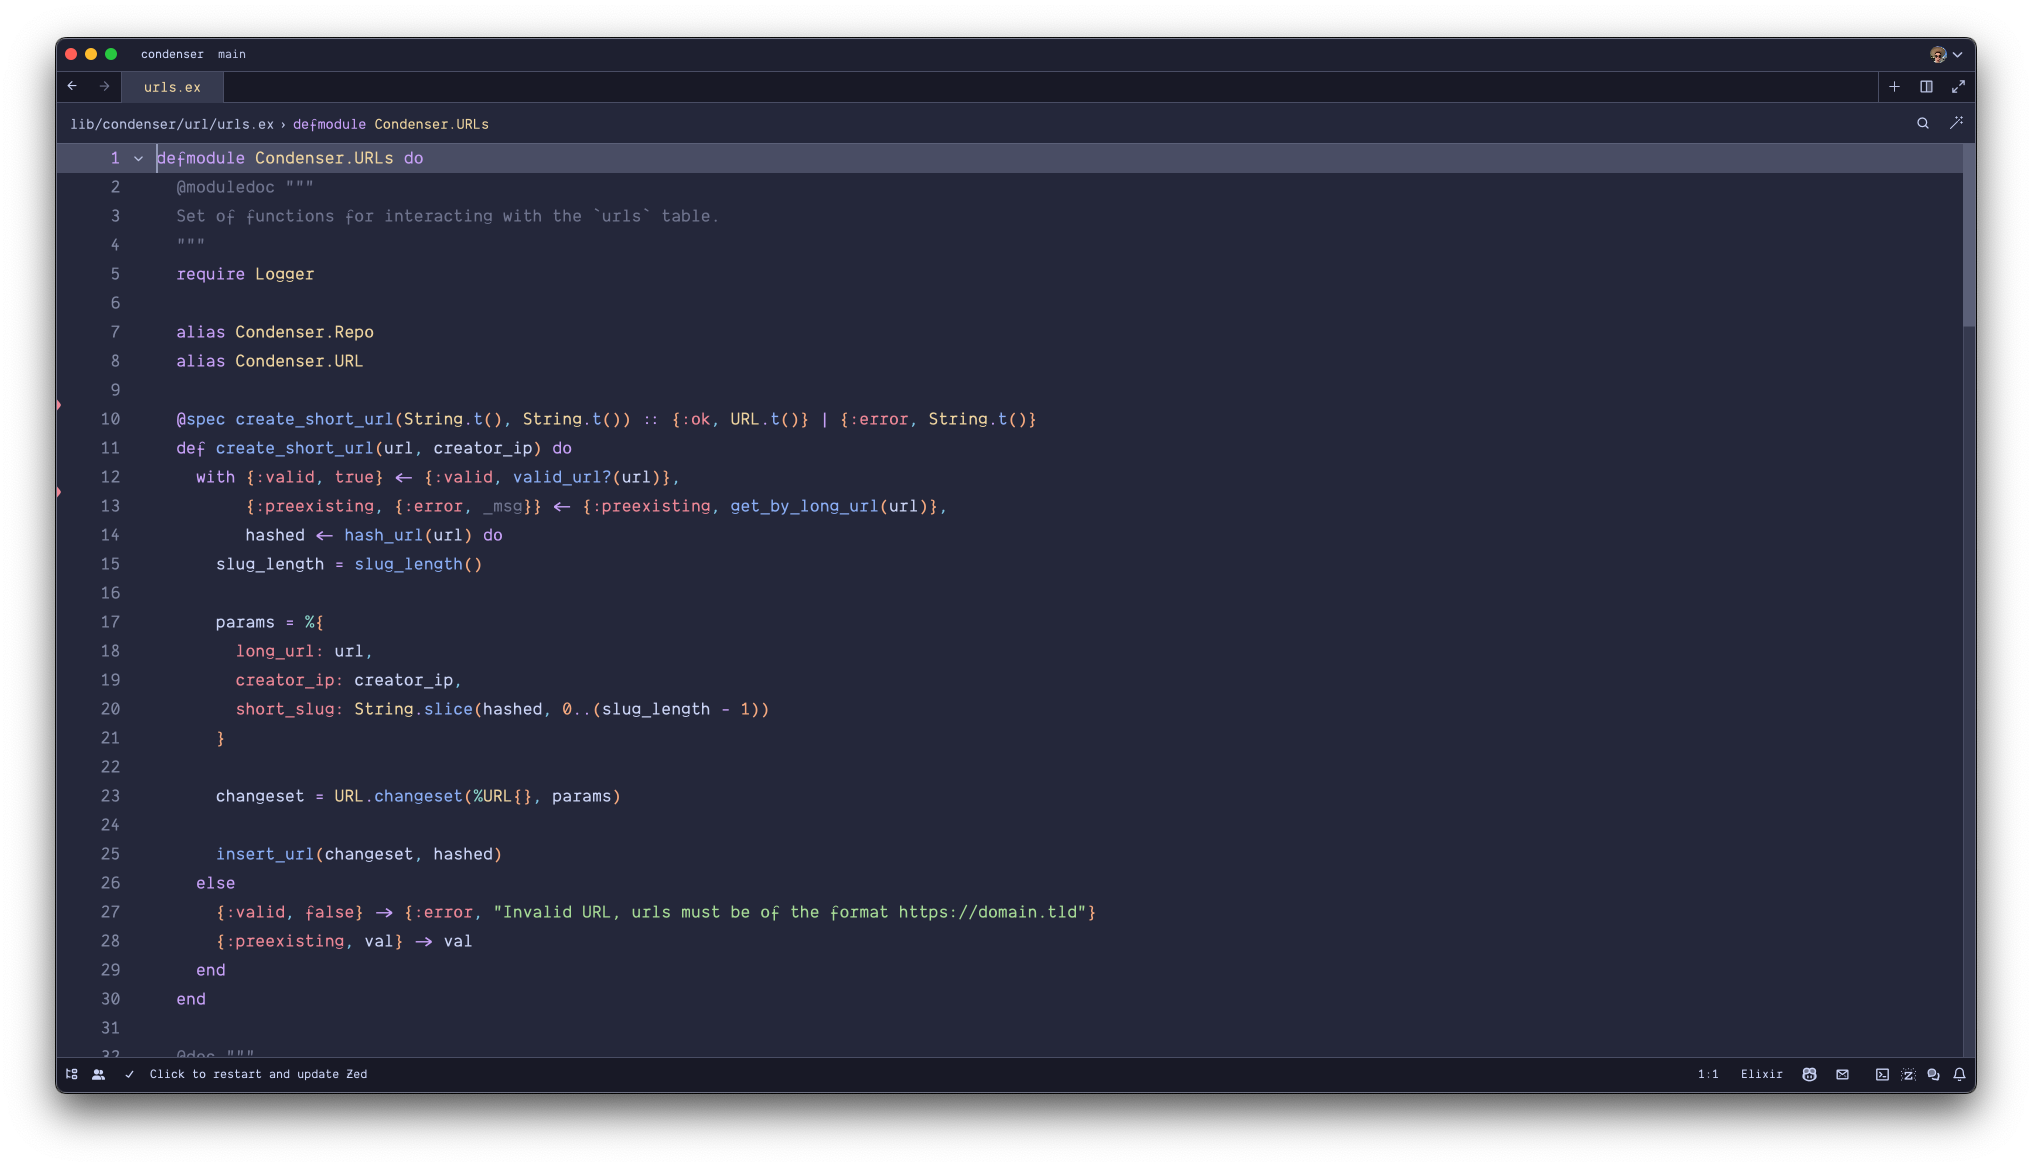 condenser main
urls.ex
lib/condenser/url/urls.ex › defmodule Condenser.URLs
1 defmodule Condenser.URLs do
2 @moduledoc """
3 Set of functions for interacting with the `urls` table.
4 """
5 require Logger
6
7 alias Condenser.Repo
8 alias Condenser.URL
9
10 @spec create_short_url(String.t(), String.t()) :: {:ok, URL.t()} | {:error, String.t()}
11 def create_short_url(url, creator_ip) do
12 with {:valid, true} <- {:valid, valid_url?(url)},
13 {:preexisting, {:error, _msg}} <- {:preexisting, get_by_long_url(url)},
14 hashed <- hash_url(url) do
15 slug_length = slug_length()
16
17 params = %{
18 long_url: url,
19 creator_ip: creator_ip,
20 short_slug: String.slice(hashed, 0..(slug_length - 1))
21 }
22
23 changeset = URL.changeset(%URL{}, params)
24
25 insert_url(changeset, hashed)
26 else
27 {:valid, false} -> {:error, "Invalid URL, urls must be of the format https://domain.tld"}
28 {:preexisting, val} -> val
29 end
30 end
31
32 @doc """
Click to restart and update Zed 1:1 Elixir